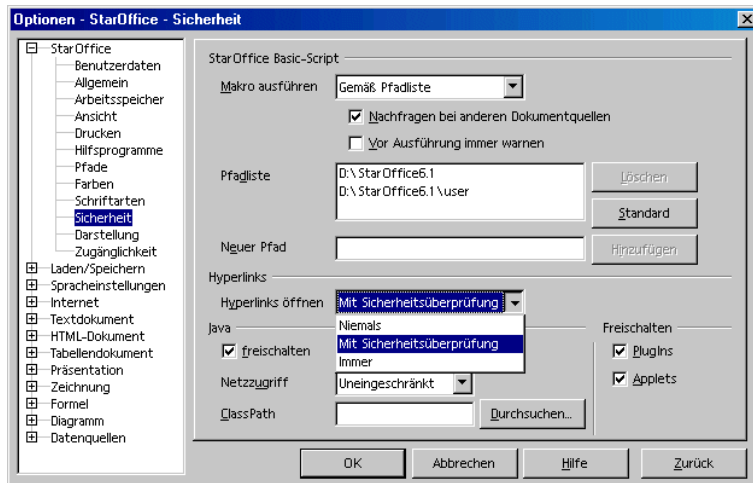 Optionen - StarOffice - Sicherheit
StarOffice
Benutzerdaten
Allgemein
Arbeitsspeicher
Ansicht
Drucken
Hilfsprogramme
Pfade
Farben
Schriftarten
Sicherheit
Darstellung
Zugänglichkeit
Laden/Speichern
Spracheinstellungen
Internet
Textdokument
HTML-Dokument
Tabellendokument
Präsentation
Zeichnung
Formel
Diagramm
Datenquellen
StarOffice Basic-Script
Makro ausführen Gemäß Pfadliste
Nachfragen bei anderen Dokumentquellen
Vor Ausführung immer warnen
Pfadliste D:\StarOffice6.1 Löschen
D:\StarOffice6.1\user
Standard
Neuer Pfad Hinzufügen
Hyperlinks
Hyperlinks öffnen Mit Sicherheitsüberprüfung
Niemals
Mit Sicherheitsüberprüfung
Immer
Java Freischalten
freischalten PlugIns
Netzzugriff Uneingeschränkt Applets
ClassPath Durchsuchen...
OK Abbrechen Hilfe Zurück